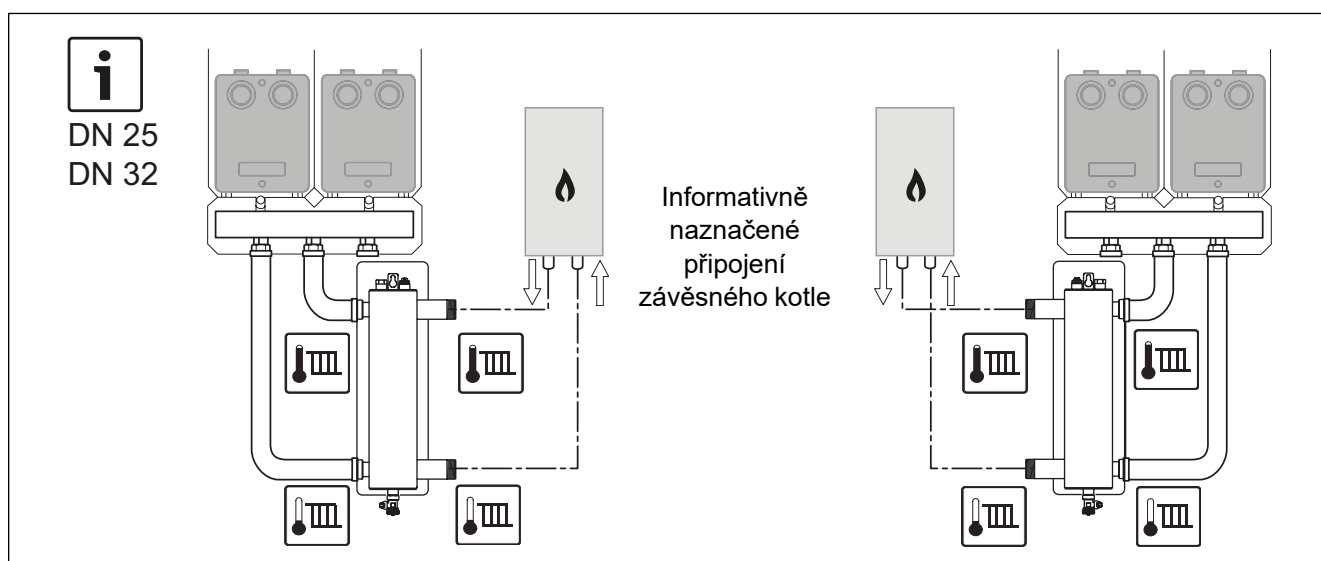 i
DN 25
DN 32
Informativně
naznačené
připojení
závěsného kotle